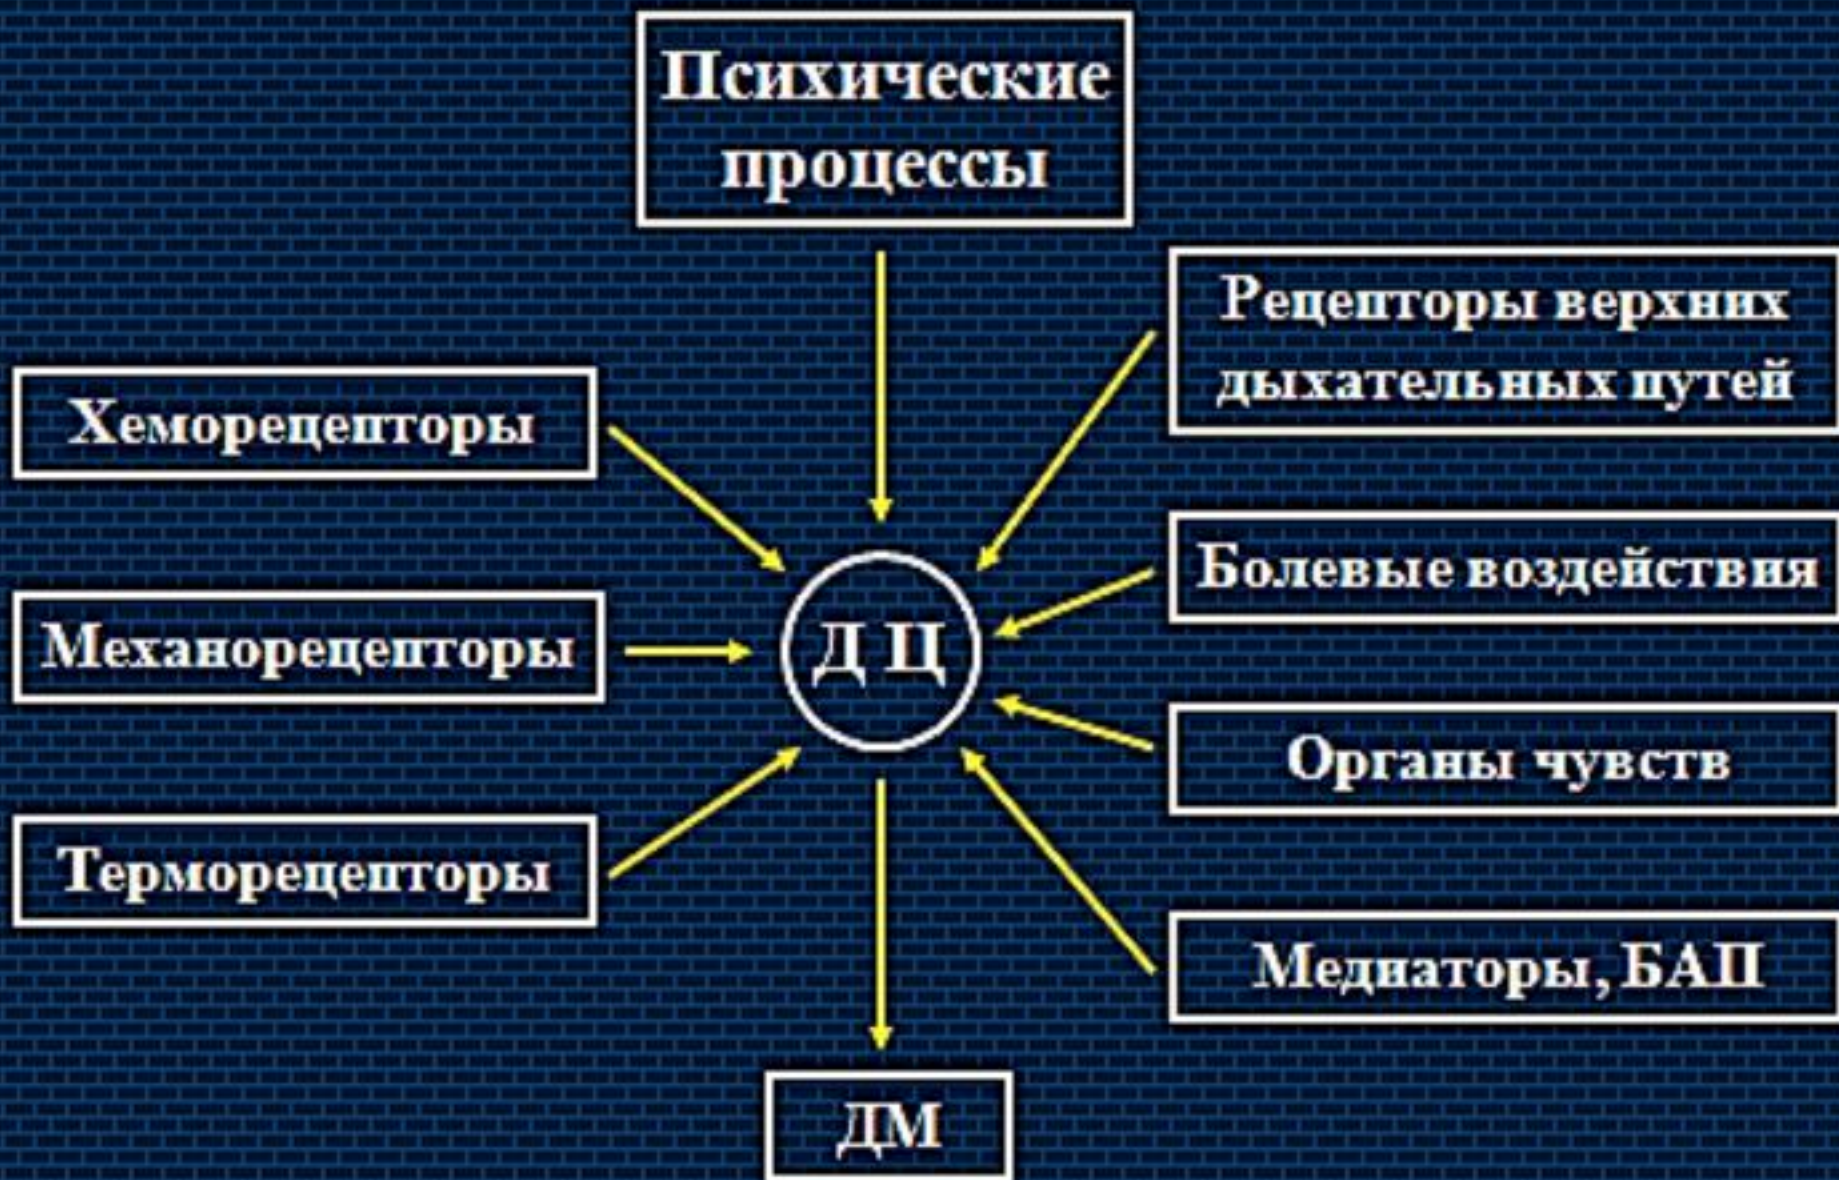 Психические
процессы
Рецепторы верхних
дыхательных путей
Хеморецепторы
Болевые воздействия
Механорецепторы
Д Ц
Органы чувств
Терморецепторы
Медиаторы, БАП
ДМ